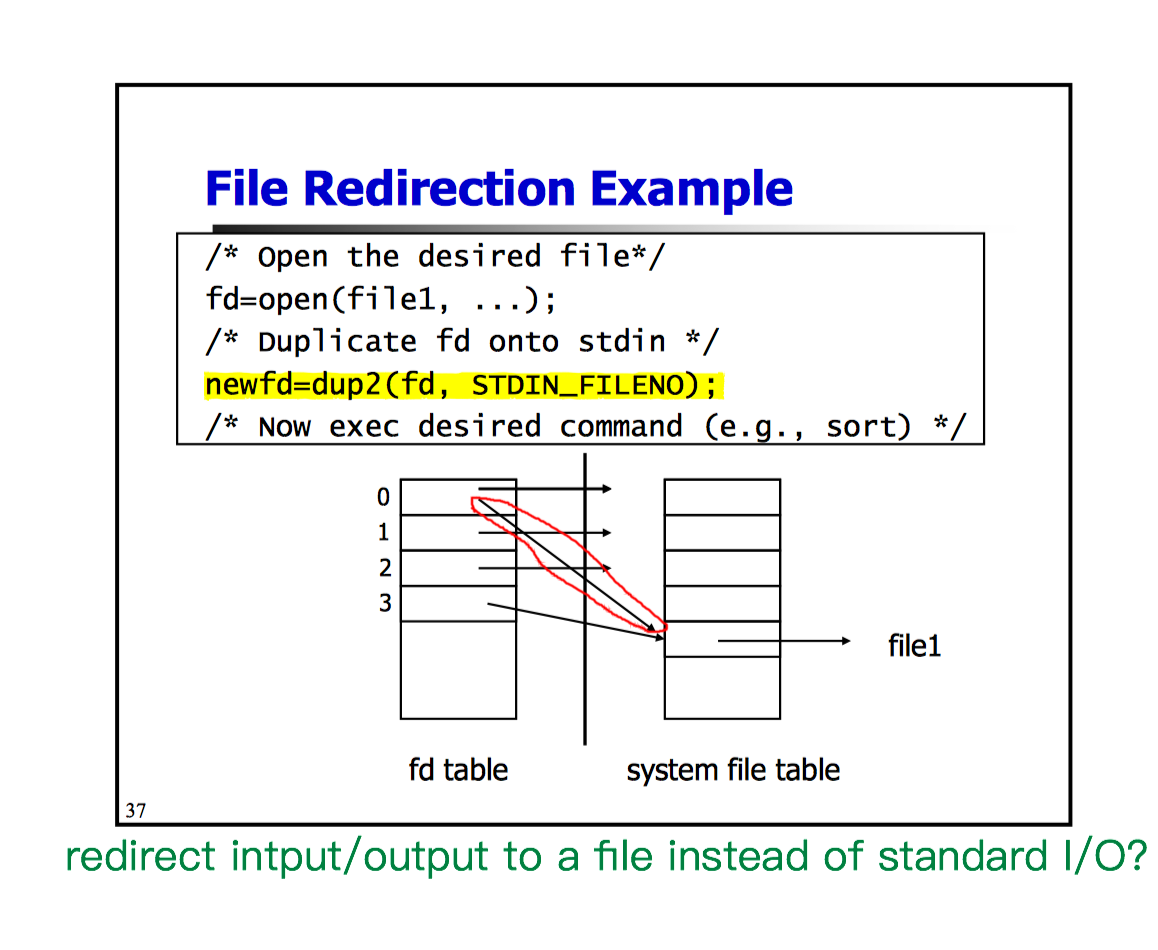 File Redirection Example
/* Open the desired file*/
fd=open(file1, ...);
/* Duplicate fd onto stdin */
newfd=dup2(fd, STDIN_FILENO);
/* Now exec desired command (e.g., sort) */
0
1
2
3
file1
fd table
system file table
37
redirect intput/output to a file instead of standard I/O?